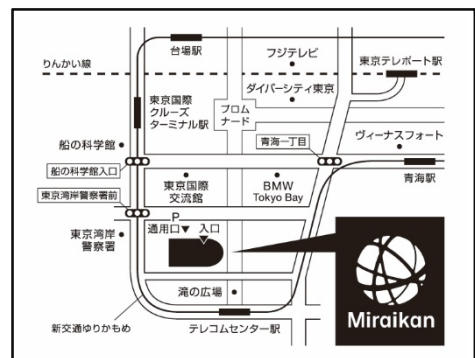 台場駅
フジテレビ
りんかい線
東京テレポート駅
ダイバーシティ東京
東京国際
クルーズ
ターミナル駅
プロム
ナード
船の科学館
青海一丁目
ヴィーナスフォート
船の科学館入口
東京国際
交流館
BMW
Tokyo Bay
青海駅
東京湾岸警察署前
P
通用口
入口
東京湾岸
警察署
滝の広場
Miraikan
新交通ゆりかもめ
テレコムセンター駅